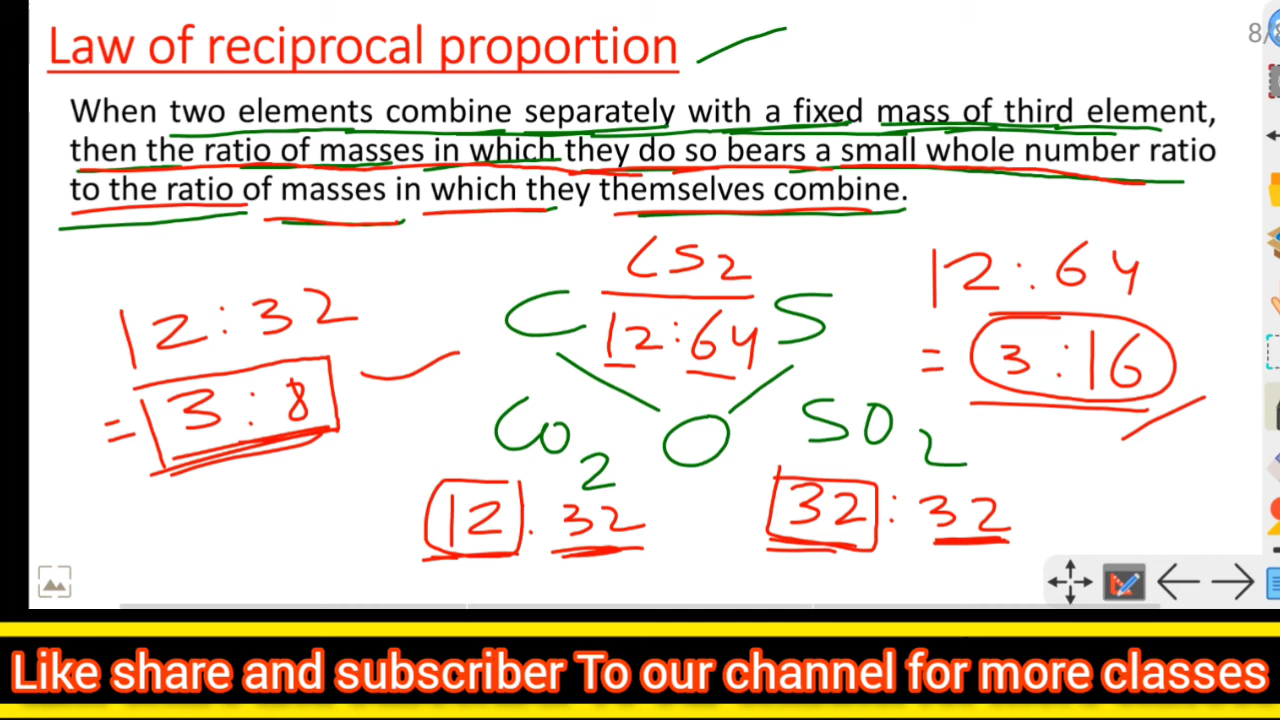 Law of reciprocal proportion
8/
When two elements combine separately with a fixed mass of third element,
then the ratio of masses in which they do so bears a small whole number ratio
to the ratio of masses in which they themselves combine.
CS2
12:64
C S
12:32
= 3:8
12:64
= 3:16
CO2 O SO2
12:32
32:32
Like share and subscriber To our channel for more classes